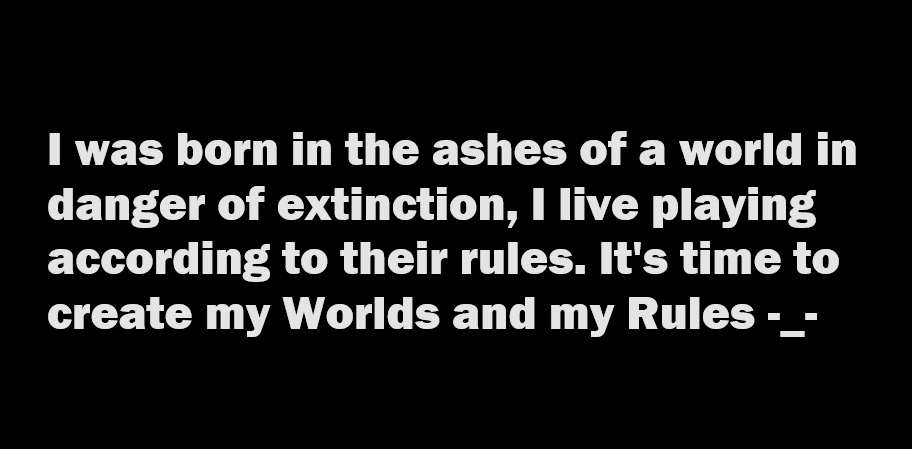 I was born in the ashes of a world in
danger of extinction, I live playing
according to their rules. It's time to
create my Worlds and my Rules -_-